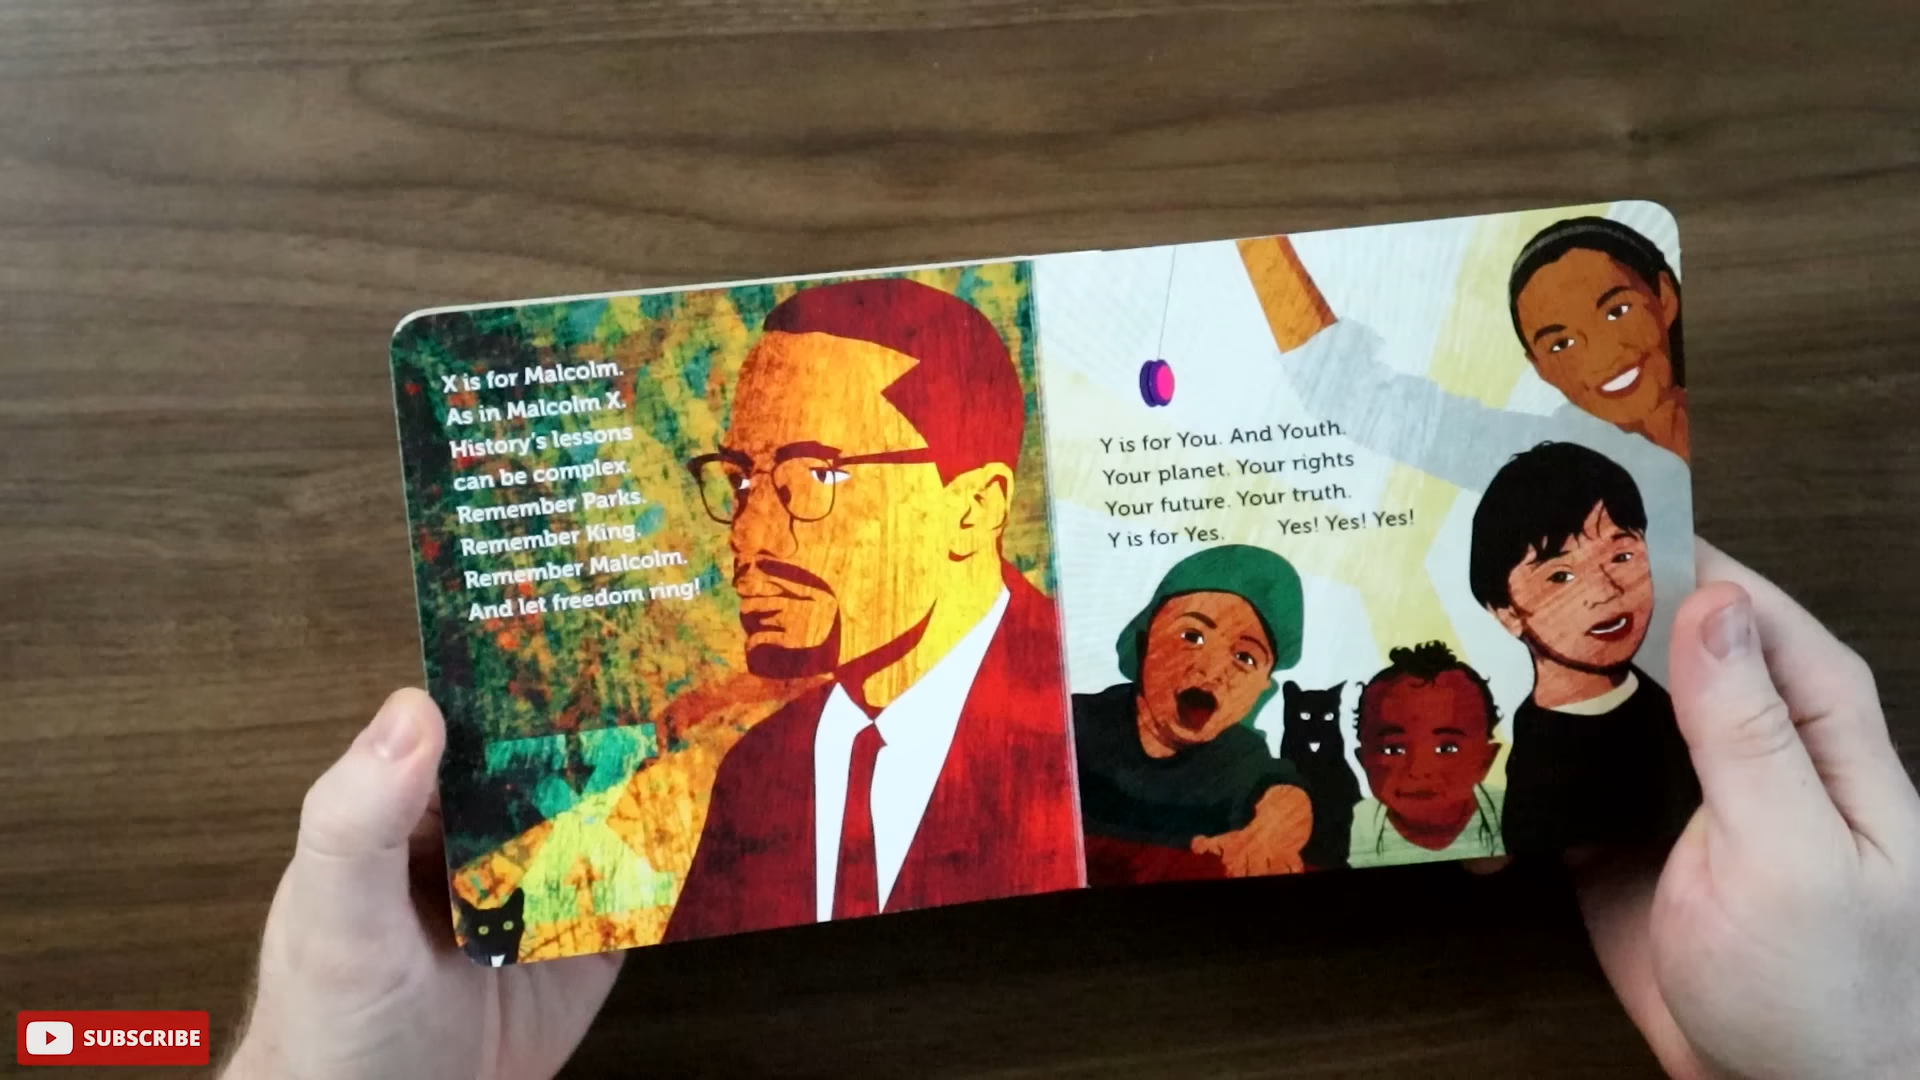 X is for Malcolm.
As in Malcolm X.
History's lessons
can be complex.
Remember Parks.
Remember King.
Remember Malcolm.
And let freedom ring!
Y is for You. And Youth.
Your planet. Your rights
Your future. Your truth.
Y is for Yes. Yes! Yes! Yes!
SUBSCRIBE